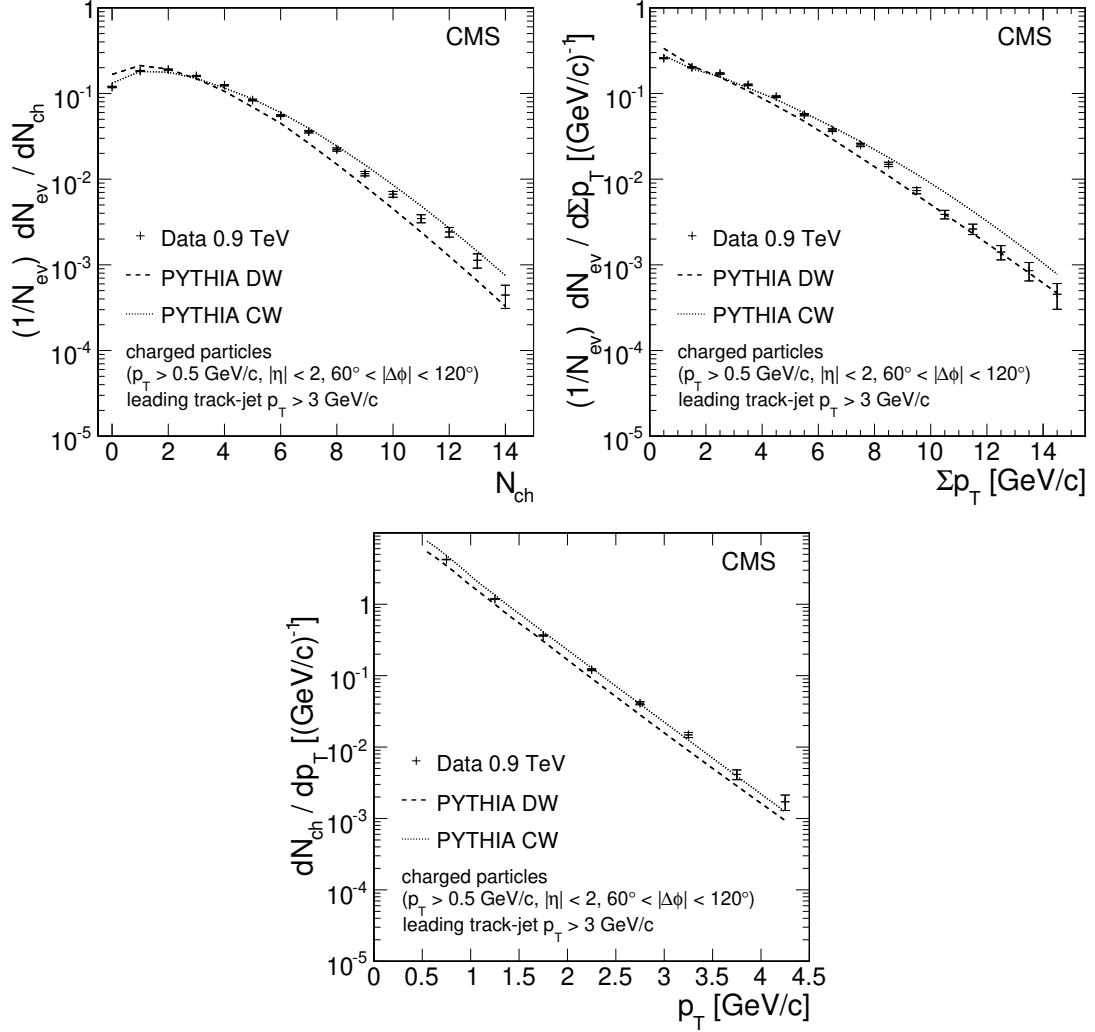 CMS
(1/N_ev) dN_ev / dN_ch
1
10^-1
10^-2
10^-3
10^-4
10^-5
Data 0.9 TeV
PYTHIA DW
PYTHIA CW
charged particles
(p_T > 0.5 GeV/c, |η| < 2, 60° < |Δϕ| < 120°)
leading track-jet p_T > 3 GeV/c
0 2 4 6 8 10 12 14
N_ch
CMS
(1/N_ev) dN_ev / dΣp_T [(GeV/c)^-1]
1
10^-1
10^-2
10^-3
10^-4
10^-5
Data 0.9 TeV
PYTHIA DW
PYTHIA CW
charged particles
(p_T > 0.5 GeV/c, |η| < 2, 60° < |Δϕ| < 120°)
leading track-jet p_T > 3 GeV/c
0 2 4 6 8 10 12 14
Σp_T [GeV/c]
CMS
dN_ch / dp_T [(GeV/c)^-1]
1
10^-1
10^-2
10^-3
10^-4
10^-5
Data 0.9 TeV
PYTHIA DW
PYTHIA CW
charged particles
(p_T > 0.5 GeV/c, |η| < 2, 60° < |Δϕ| < 120°)
leading track-jet p_T > 3 GeV/c
0 0.5 1 1.5 2 2.5 3 3.5 4 4.5
p_T [GeV/c]